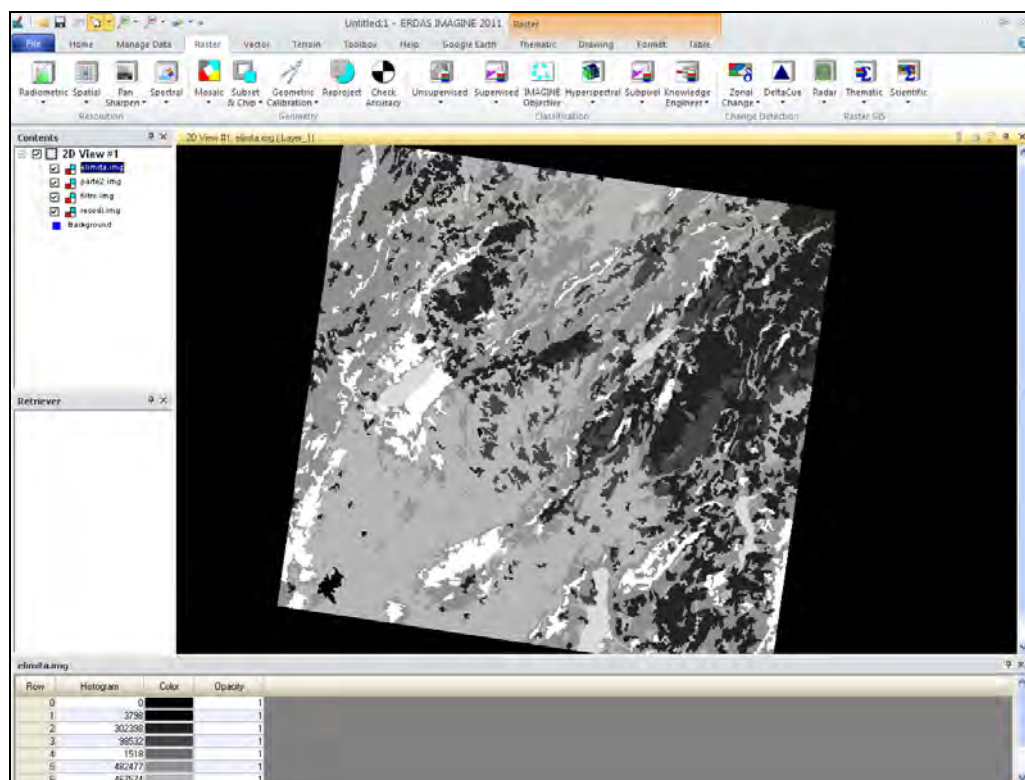 Untitled:1 - ERDAS IMAGINE 2011 Raster
File Home Manage Data Raster Vector Terrain Toolbox Help Google Earth Thematic Drawing Format Table
Radiometric Spatial Pan Sharpen Spectral Mosaic Subset & Chip Geometric Calibration Reproject Check Accuracy Unsupervised Supervised IMAGINE Objective Hyperspectral Subpixel Knowledge Engineer Zonal Change DeltaCue Radar Thematic Scientific
Resolution Geometry Classification Change Detection Raster GIS
Contents
2D View #1: elimita.img (Layer_1)
2D View #1
elimita.img
parte2.img
filtro.img
Background
Retriever
elimita.img
Row Histogram Color Opacity
0 0 1
1 3798 1
2 302398 1
3 98532 1
4 1518 1
5 482477 1
6 1